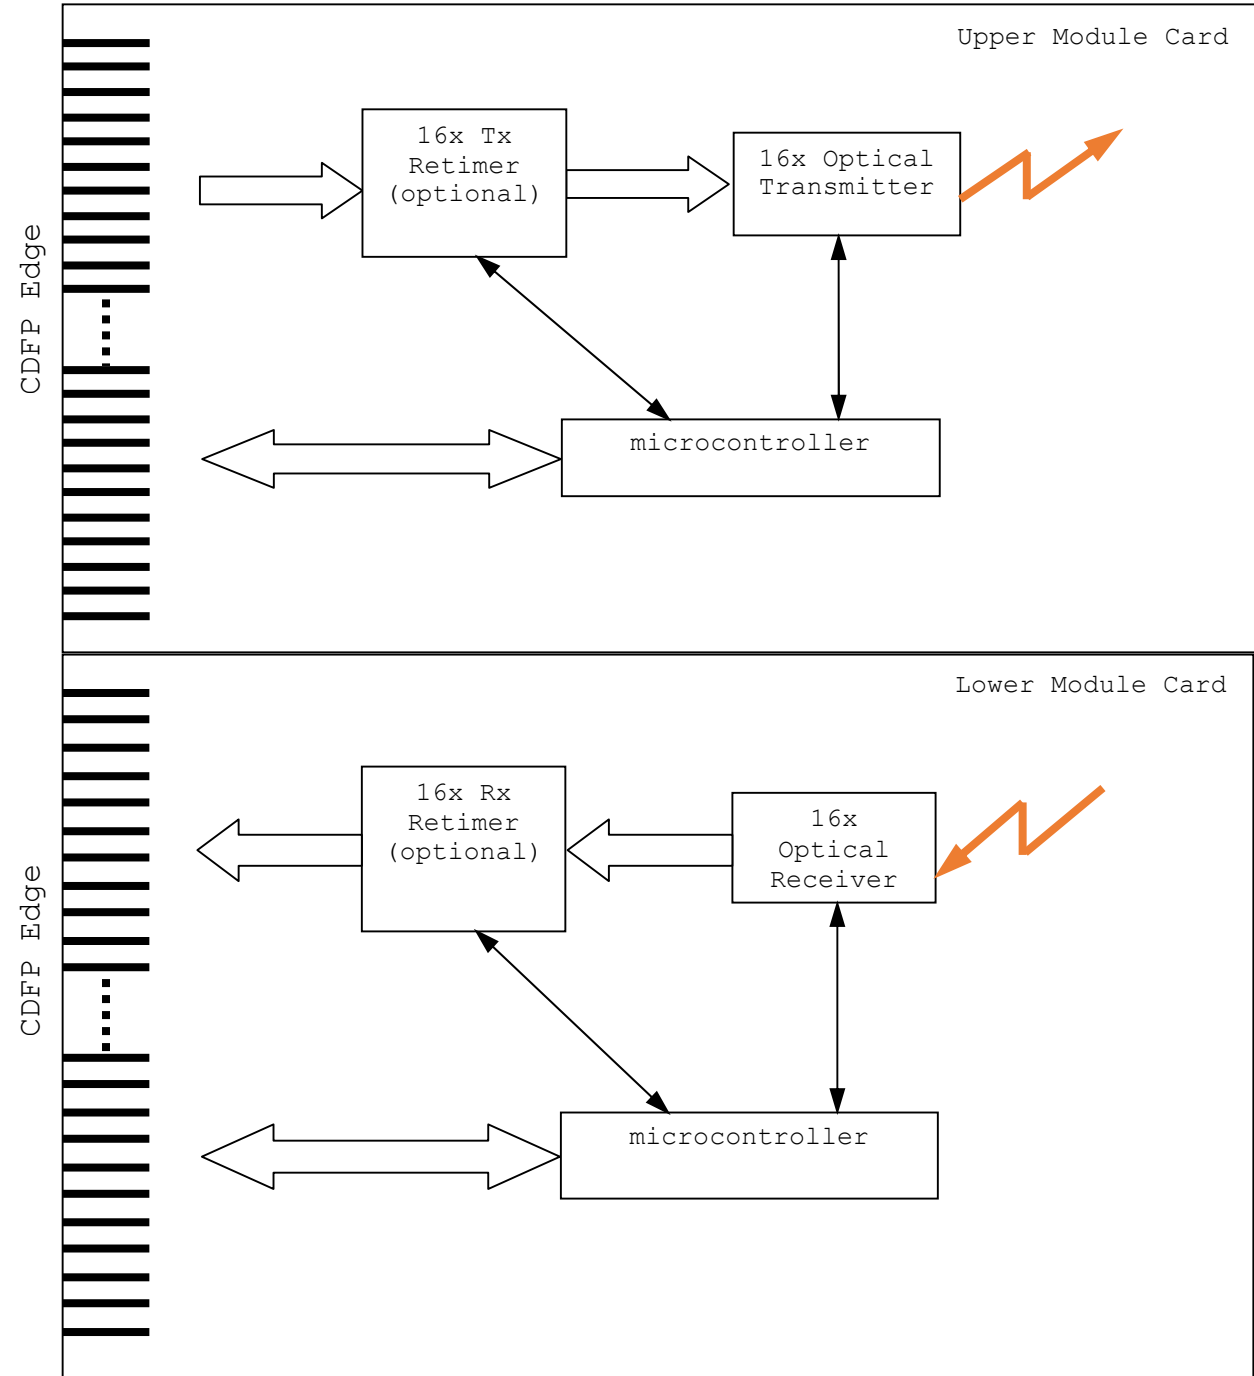 Upper Module Card
16x Tx
Retimer
(optional)
16x Optical
Transmitter
CDFP Edge
microcontroller
Lower Module Card
16x Rx
Retimer
(optional)
16x
Optical
Receiver
CDFP Edge
microcontroller